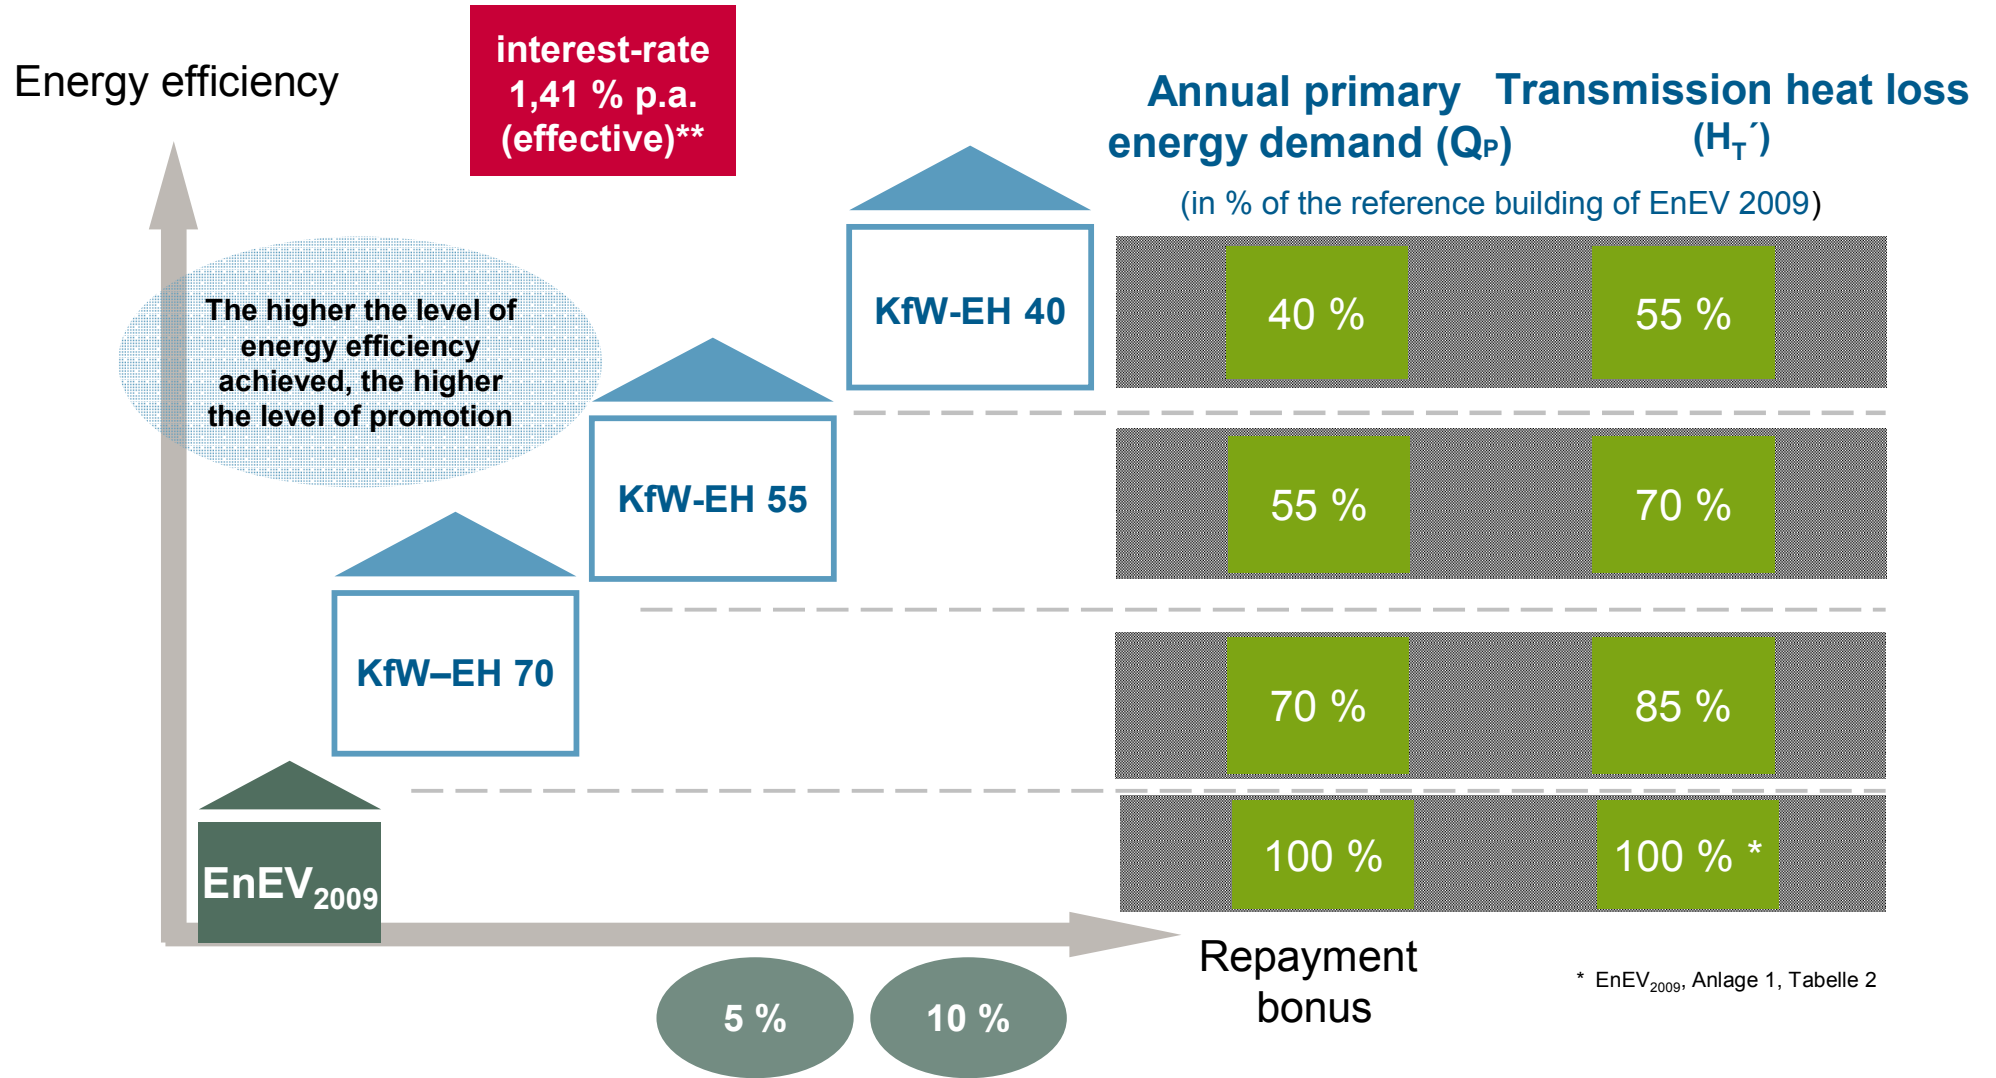 Energy efficiency
interest-rate
1,41 % p.a.
(effective)**
Annual primary
energy demand (QP)
Transmission heat loss
(HT´)
(in % of the reference building of EnEV 2009)
The higher the level of
energy efficiency
achieved, the higher
the level of promotion
KfW-EH 40
40 %
55 %
KfW-EH 55
55 %
70 %
KfW–EH 70
70 %
85 %
EnEV2009
100 %
100 % *
Repayment
bonus
* EnEV2009, Anlage 1, Tabelle 2
5 %
10 %